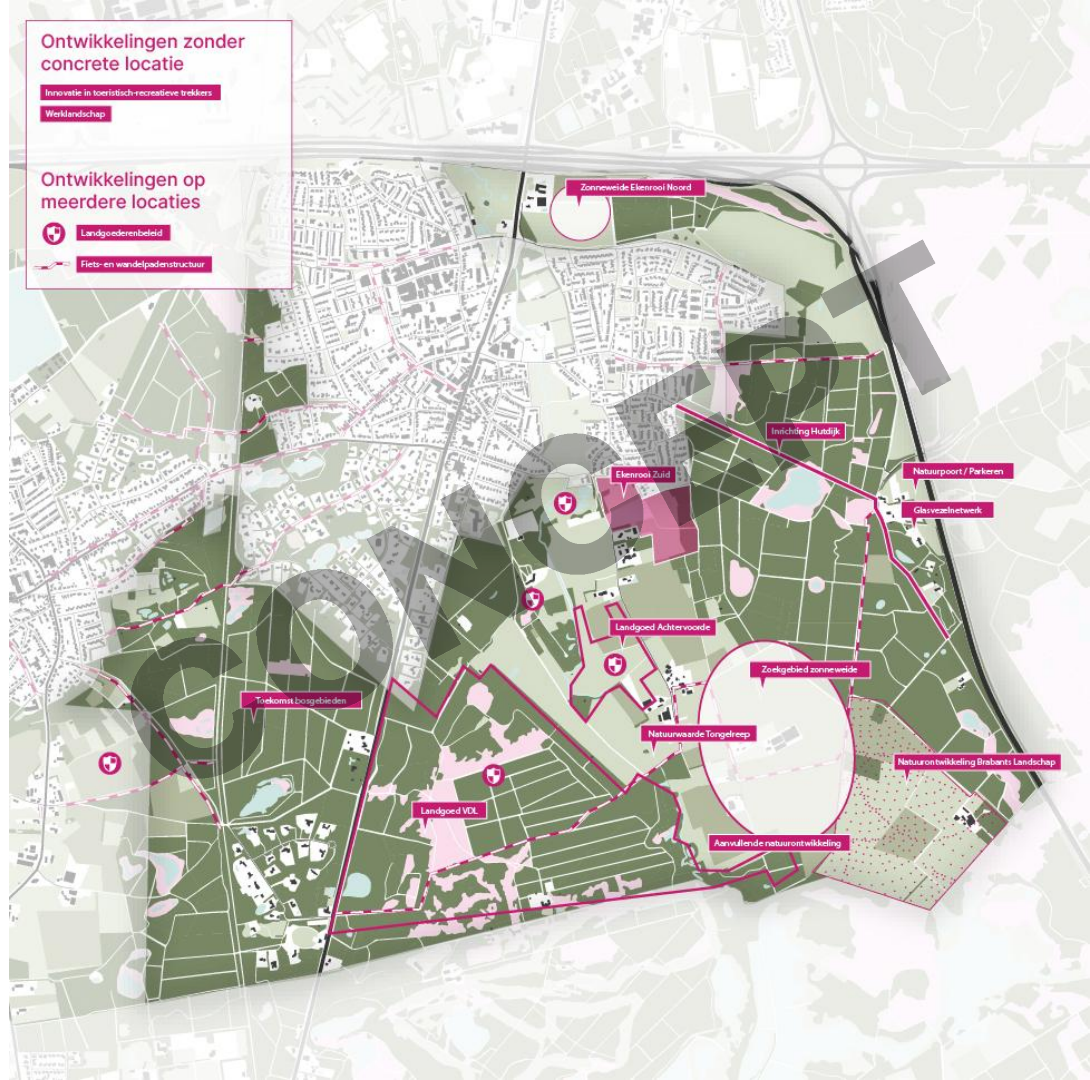 Ontwikkelingen zonder
concrete locatie
Innovatie in toeristisch-recreatieve trekkers
Werklandschap
Ontwikkelingen op
meerdere locaties
Landgoederenbeleid
Fiets- en wandelpadenstructuur
Zonneweide Ekenrooi Noord
Inrichting Hutdijk
Natuurpoort / Parkeren
Ekenrooi Zuid
Glasvezelnetwerk
Landgoed Achtervoorde
Zoekgebied zonneweide
Toekomst bosgebieden
Natuurwaarde Tongelreep
Natuurontwikkeling Brabants Landschap
Landgoed VDL
Aanvullende natuurontwikkeling
CONCEPT